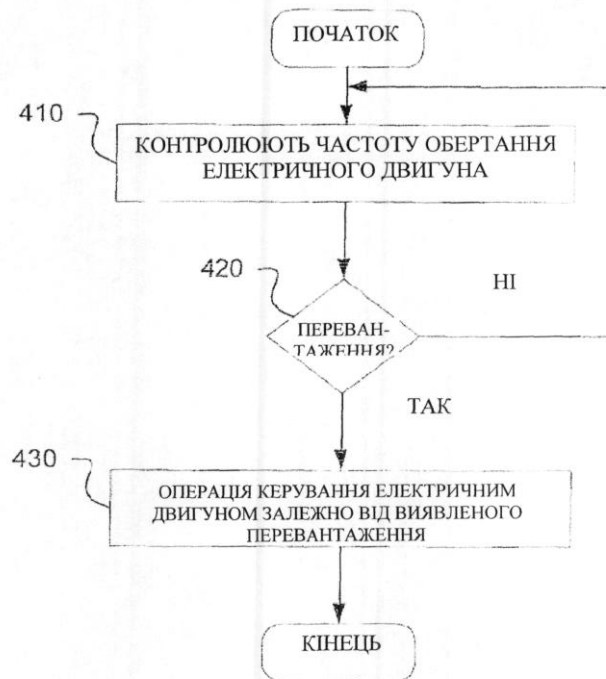 ПОЧАТОК
410
КОНТРОЛЮЮТЬ ЧАСТОТУ ОБЕРТАННЯ
ЕЛЕКТРИЧНОГО ДВИГУНА
420
НІ
ПЕРЕВАН-
ТАЖЕННЯ?
ТАК
430
ОПЕРАЦІЯ КЕРУВАННЯ ЕЛЕКТРИЧНИМ
ДВИГУНОМ ЗАЛЕЖНО ВІД ВИЯВЛЕНОГО
ПЕРЕВАНТАЖЕННЯ
КІНЕЦЬ